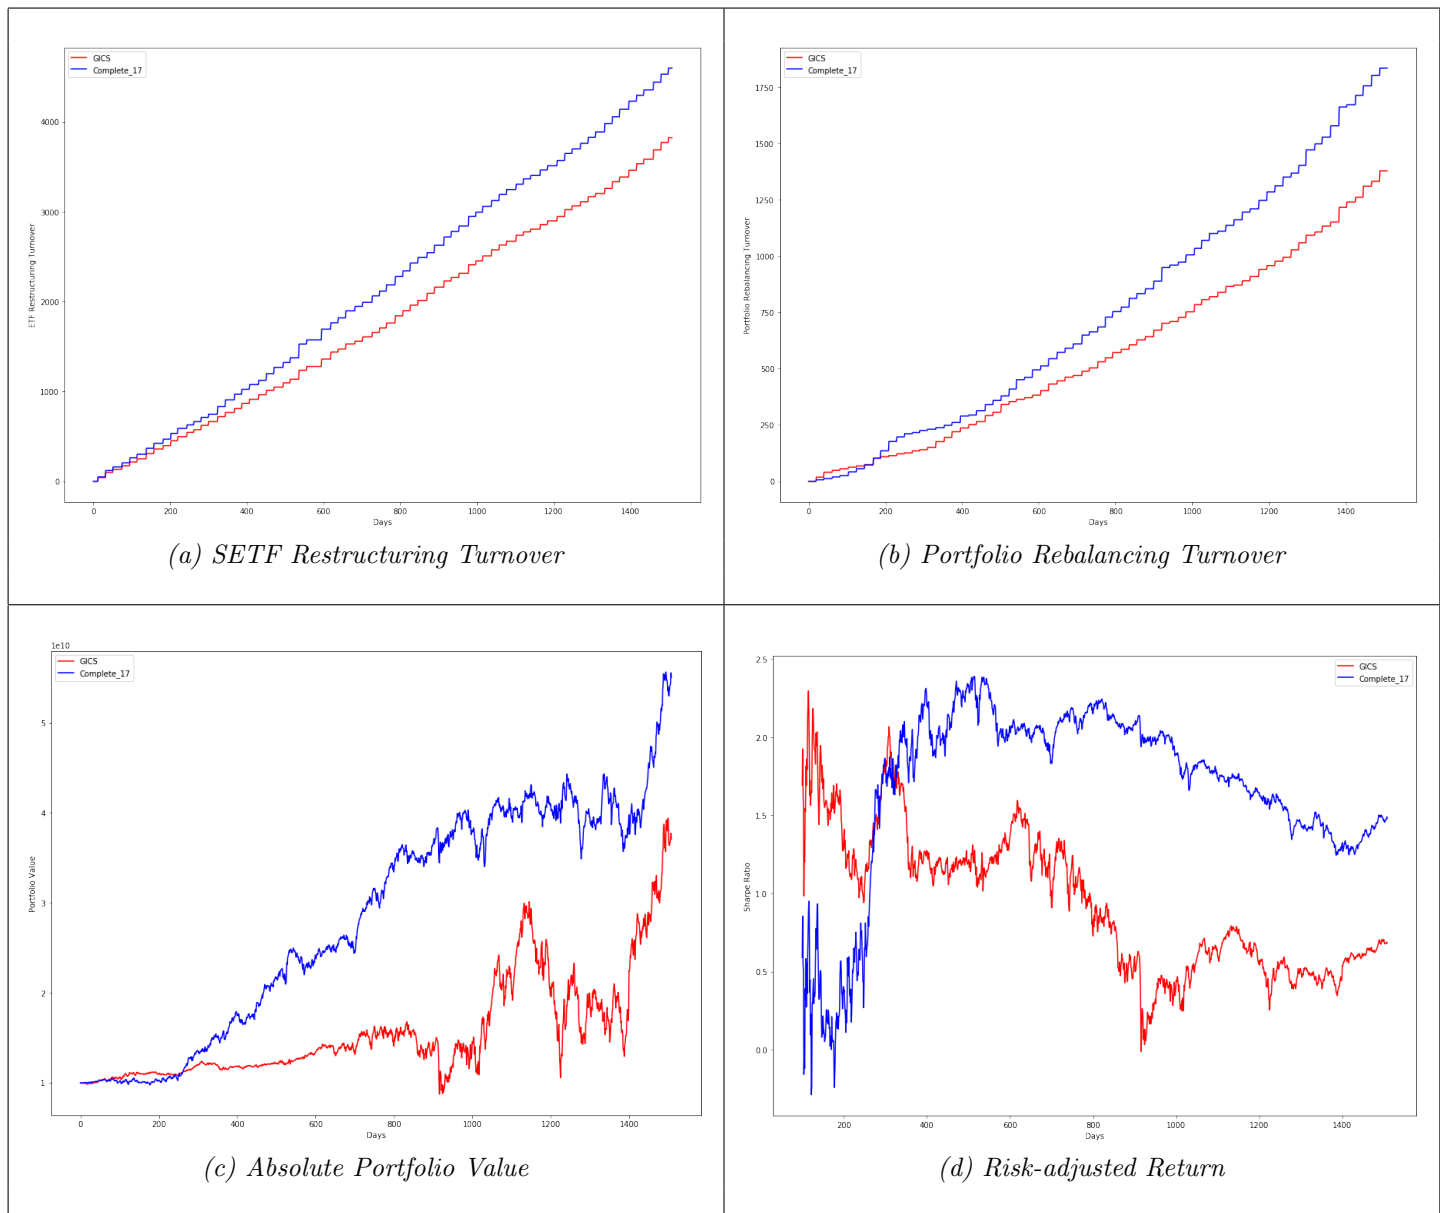 GICS
Complete_17
ETF Restructuring Turnover
4000
3000
2000
1000
0
0 200 400 600 800 1000 1200 1400
Days
(a) SETF Restructuring Turnover
GICS
Complete_17
Portfolio Rebalancing Turnover
1750
1500
1250
1000
750
500
250
0
0 200 400 600 800 1000 1200 1400
Days
(b) Portfolio Rebalancing Turnover
1e10
GICS
Complete_17
Portfolio Value
5
4
3
2
1
0 200 400 600 800 1000 1200 1400
Days
(c) Absolute Portfolio Value
GICS
Complete_17
Sharpe Ratio
2.5
2.0
1.5
1.0
0.5
0.0
200 400 600 800 1000 1200 1400
Days
(d) Risk-adjusted Return